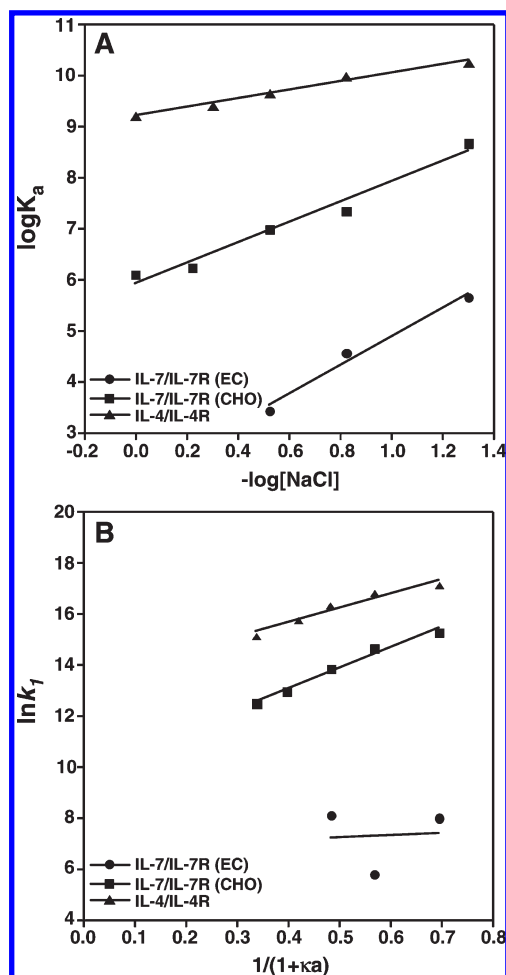 A
11
10
9
8
7
6
5
4
3
logKa
IL-7/IL-7R (EC)
IL-7/IL-7R (CHO)
IL-4/IL-4R
-0.2 0.0 0.2 0.4 0.6 0.8 1.0 1.2 1.4
-log[NaCl]
B
20
18
16
14
12
10
8
6
4
lnk1
IL-7/IL-7R (EC)
IL-7/IL-7R (CHO)
IL-4/IL-4R
0.0 0.1 0.2 0.3 0.4 0.5 0.6 0.7 0.8
1/(1+κa)